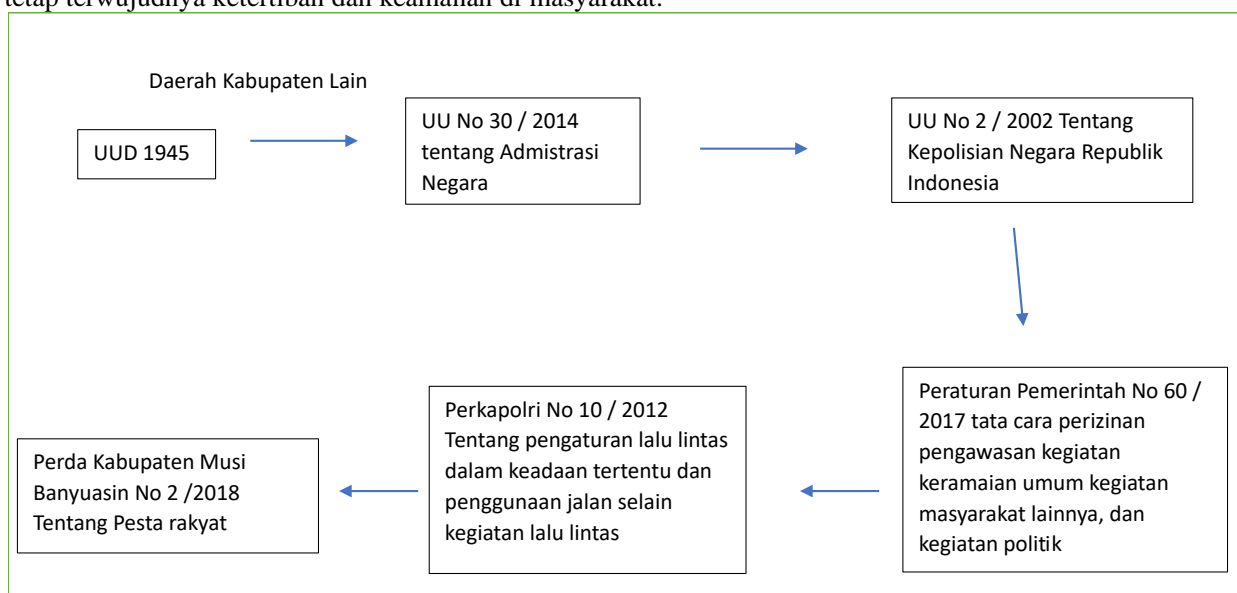 tetap terwujudnya ketertiban dan keamanan di masyarakat.
Daerah Kabupaten Lain
UUD 1945
UU No 30 / 2014
tentang Admistrasi
Negara
UU No 2 / 2002 Tentang
Kepolisian Negara Republik
Indonesia
Peraturan Pemerintah No 60 /
2017 tata cara perizinan
pengawasan kegiatan
keramaian umum kegiatan
masyarakat lainnya, dan
kegiatan politik
Perkapolri No 10 / 2012
Tentang pengaturan lalu lintas
dalam keadaan tertentu dan
penggunaan jalan selain
kegiatan lalu lintas
Perda Kabupaten Musi
Banyuasin No 2 /2018
Tentang Pesta rakyat